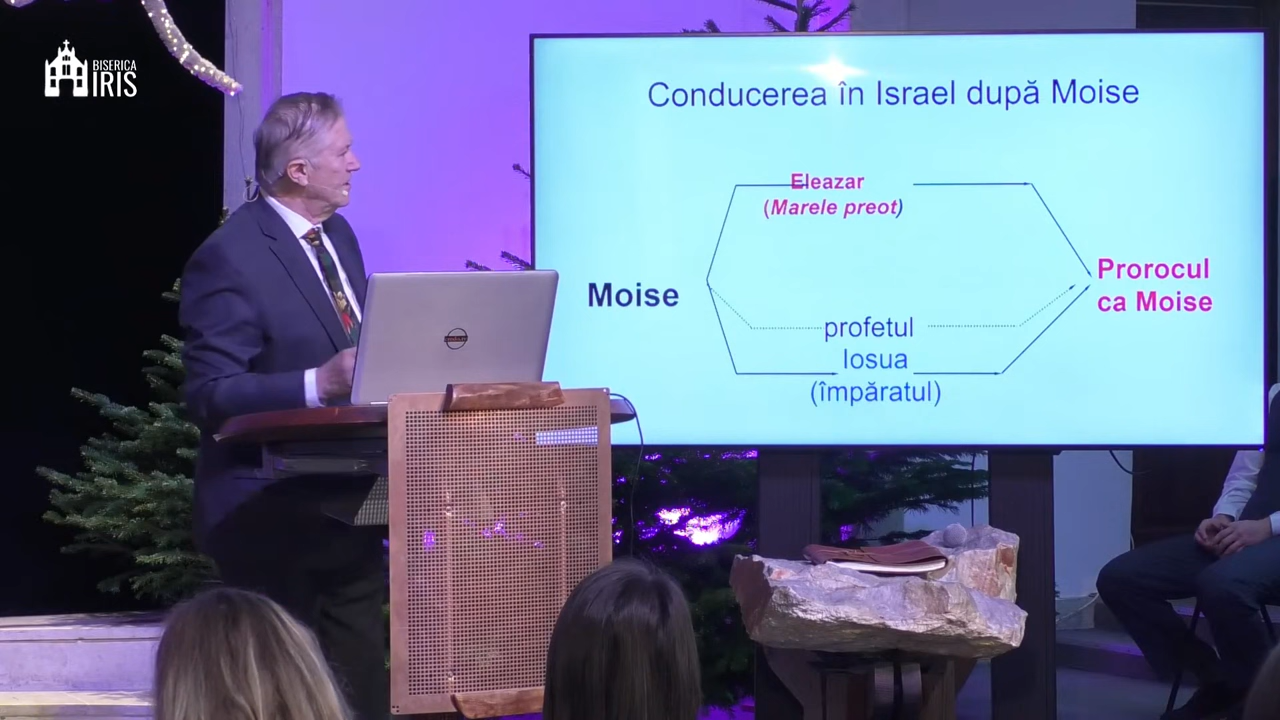 BISERICA
IRIS
Conducerea în Israel după Moise
Eleazar
(Marele preot)
Moise
Prorocul
ca Moise
profetul
Iosua
(împăratul)